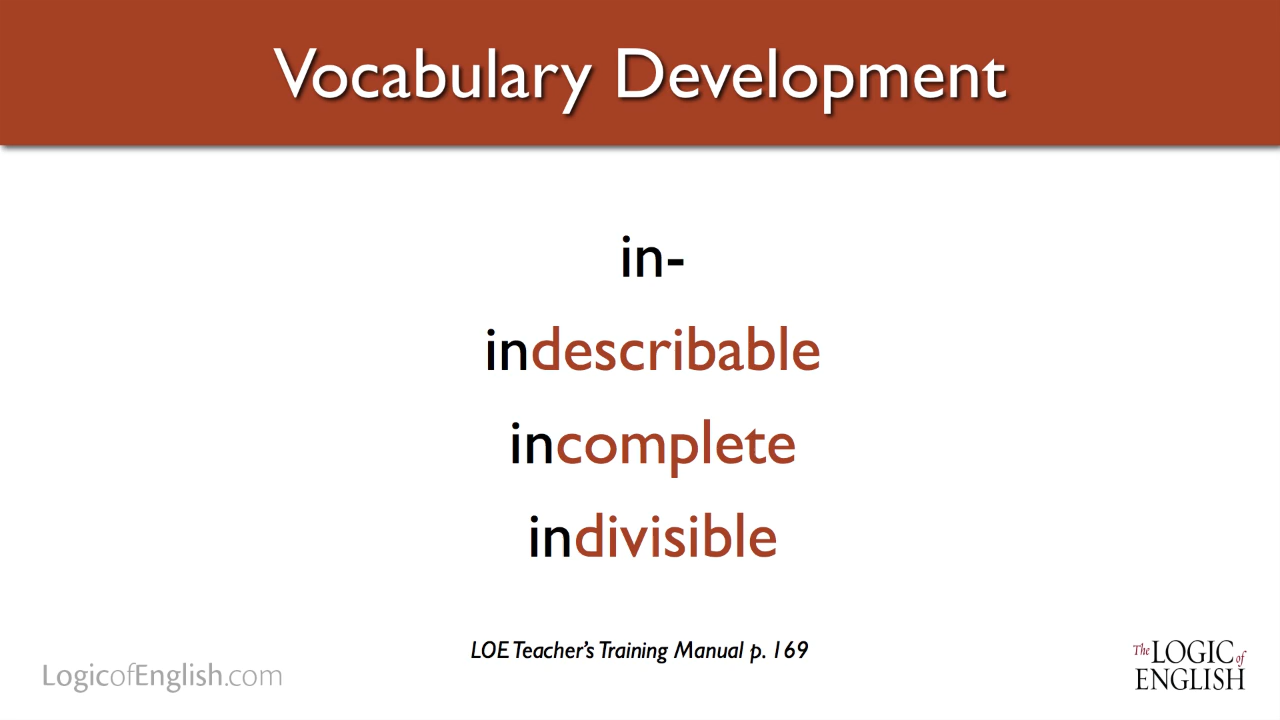 Vocabulary Development
in-
indescribable
incomplete
indivisible
LOE Teacher's Training Manual p. 169
LogicofEnglish.com
The LOGIC of
ENGLISH